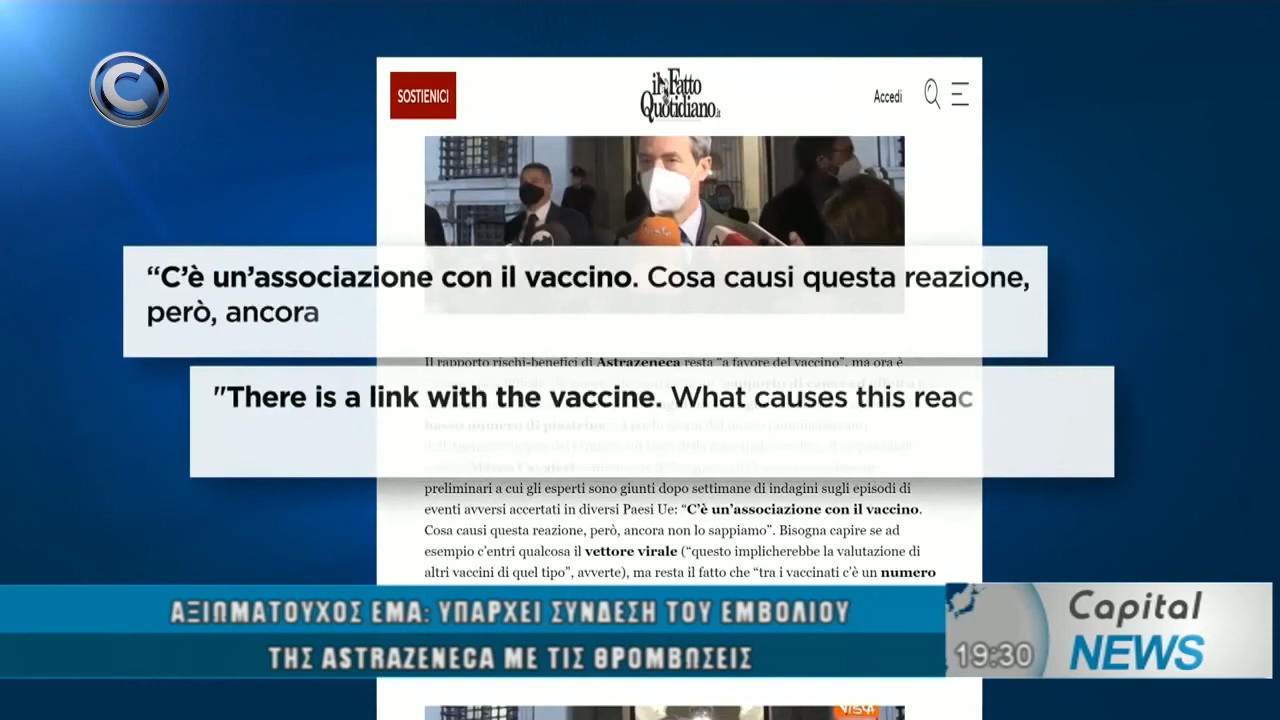 C
SOSTIENICI
il Fatto
Quotidiano.it
Accedi
“C’è un’associazione con il vaccino. Cosa causi questa reazione,
però, ancora
Il rapporto rischi-benefici di Astrazeneca resta “a favore del vaccino”, ma ora è
"There is a link with the vaccine. What causes this reac
basso numero di piastrine
preliminari a cui gli esperti sono giunti dopo settimane di indagini sugli episodi di
eventi avversi accertati in diversi Paesi Ue: “C’è un’associazione con il vaccino.
Cosa causi questa reazione, però, ancora non lo sappiamo”. Bisogna capire se ad
esempio c’entri qualcosa il vettore virale (“questo implicherebbe la valutazione di
altri vaccini di quel tipo”, avverte), ma resta il fatto che “tra i vaccinati c’è un numero
ΑΞΙΩΜΑΤΟΥΧΟΣ ΕΜΑ: ΥΠΑΡΧΕΙ ΣΥΝΔΕΣΗ ΤΟΥ ΕΜΒΟΛΙΟΥ
ΤΗΣ ASTRAZENECA ΜΕ ΤΙΣ ΘΡΟΜΒΩΣΕΙΣ
19:30
Capital
NEWS
VISTA